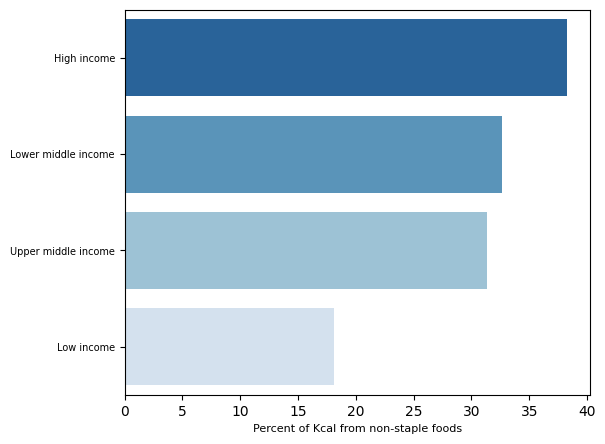 High income
Lower middle income
Upper middle income
Low income
0 5 10 15 20 25 30 35 40
Percent of Kcal from non-staple foods